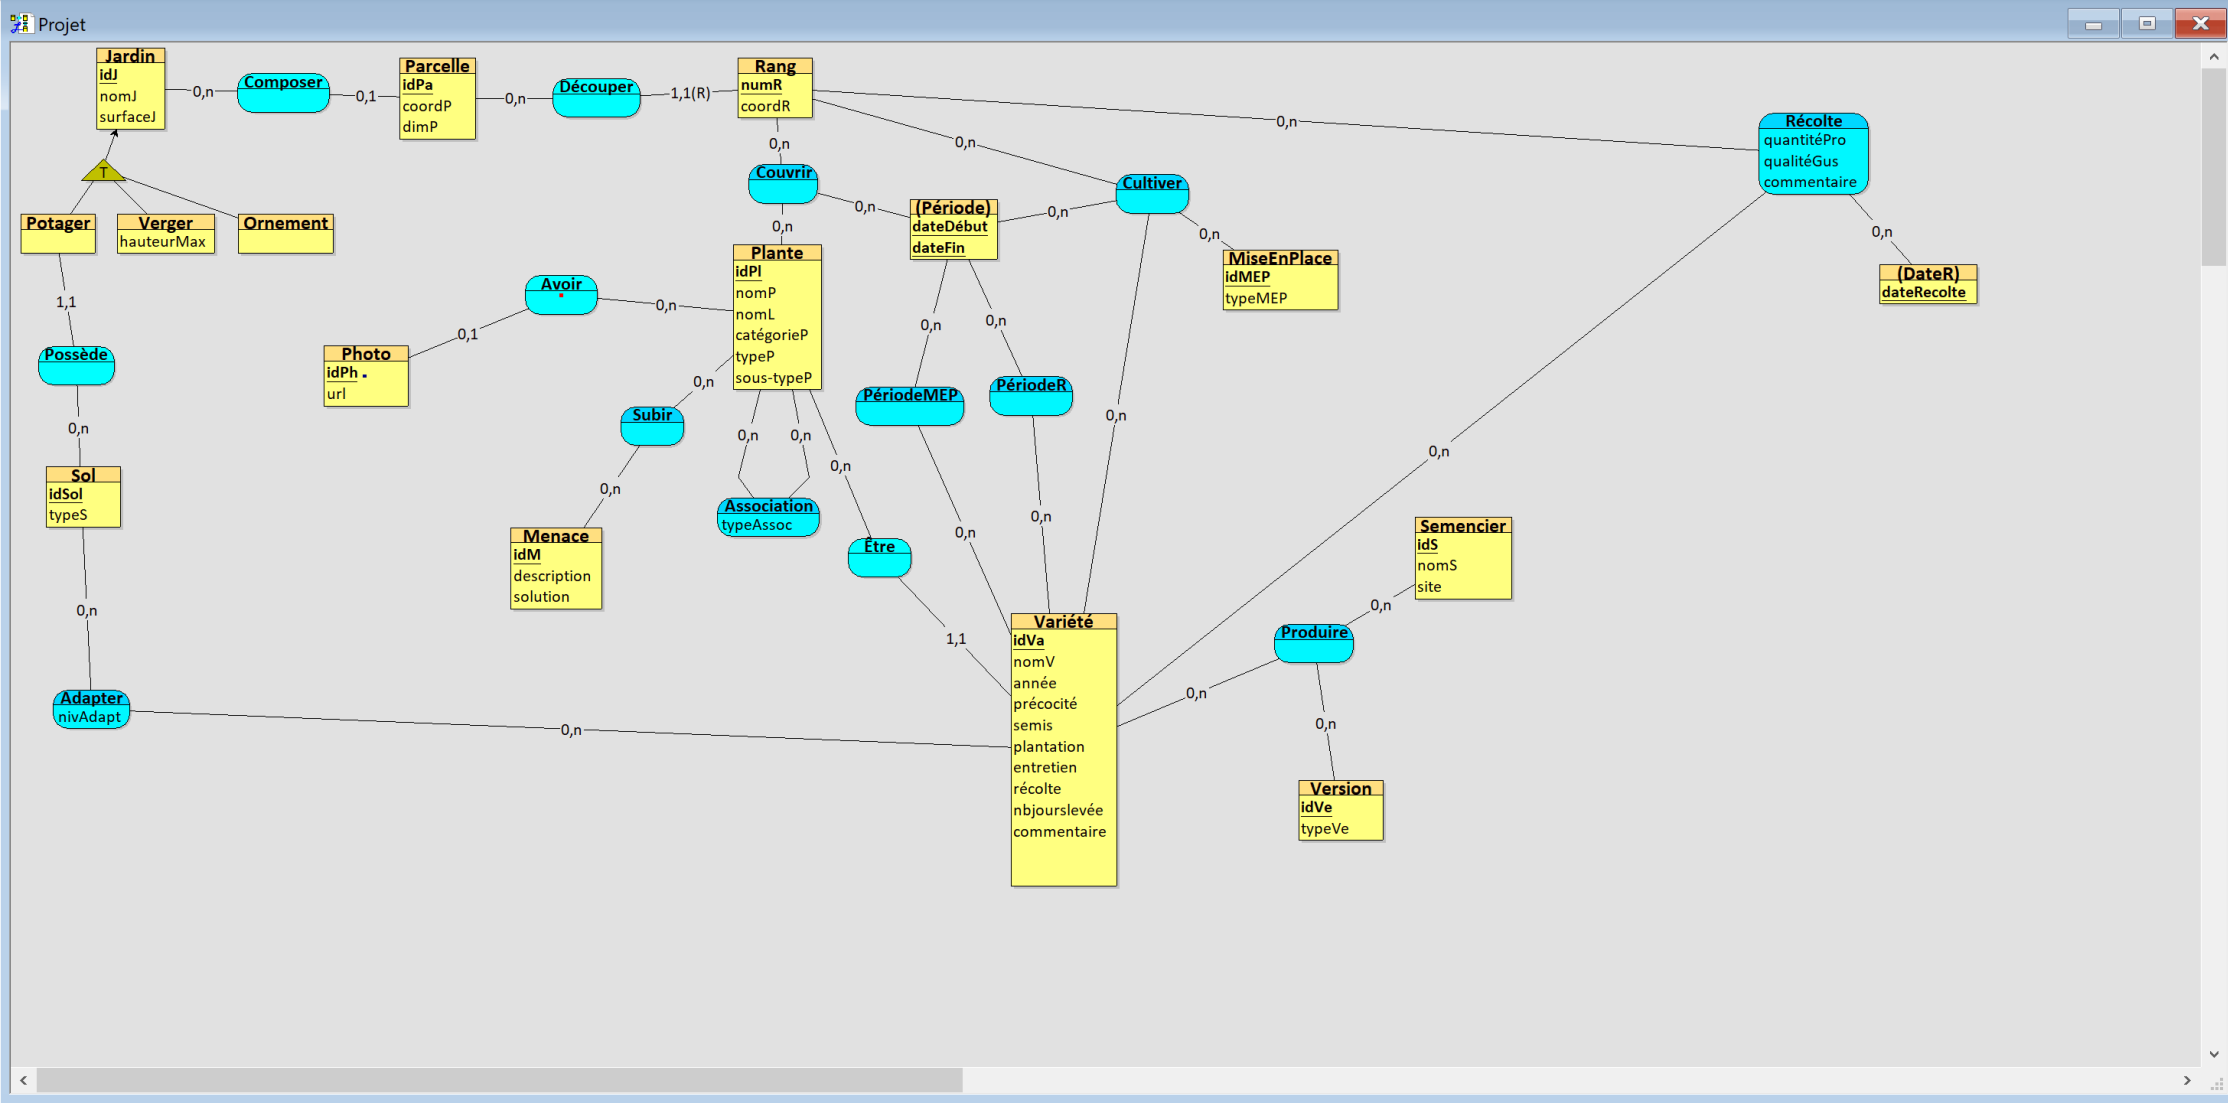 Projet
Jardin
idJ
nomJ
surfaceJ
0,n
Composer
0,1
Parcelle
idPa
coordP
dimP
0,n
Découper
1,1(R)
Rang
numR
coordR
0,n
0,n
0,n
Récolte
quantitéPro
qualitéGus
commentaire
T
Potager
Verger
hauteurMax
Ornement
Couvrir
0,n
0,n
(Période)
dateDébut
dateFin
0,n
Cultiver
0,n
MiseEnPlace
idMEP
typeMEP
0,n
(DateR)
dateRecolte
1,1
Possède
0,n
Sol
idSol
typeS
0,n
Adapter
nivAdapt
0,n
Avoir
0,n
0,1
Photo
idPh
url
Plante
idPl
nomP
nomL
catégorieP
typeP
sous-typeP
0,n
Subir
0,n
Menace
idM
description
solution
0,n
0,n
Association
typeAssoc
0,n
Être
1,1
0,n
0,n
PériodeMEP
PériodeR
0,n
0,n
0,n
0,n
Variété
idVa
nomV
année
précocité
semis
plantation
entretien
récolte
nbjourslevée
commentaire
Semencier
idS
nomS
site
0,n
Produire
0,n
0,n
Version
idVe
typeVe